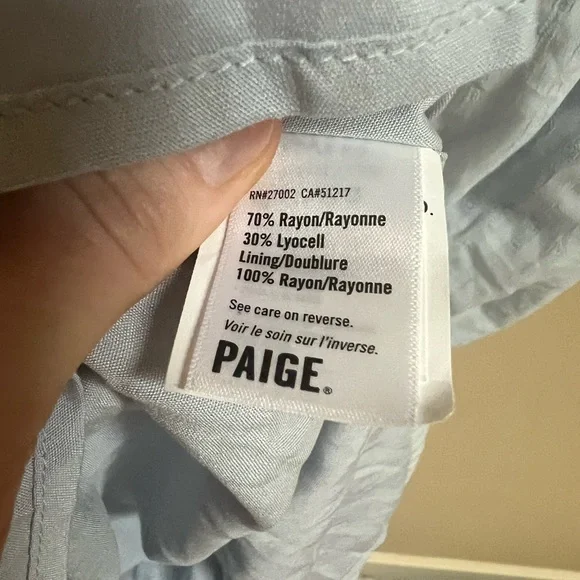 RN#27002 CA#51217
70% Rayon/Rayonne
30% Lyocell
Lining/Doublure
100% Rayon/Rayonne
See care on reverse.
Voir le soin sur l'inverse.
PAIGE®